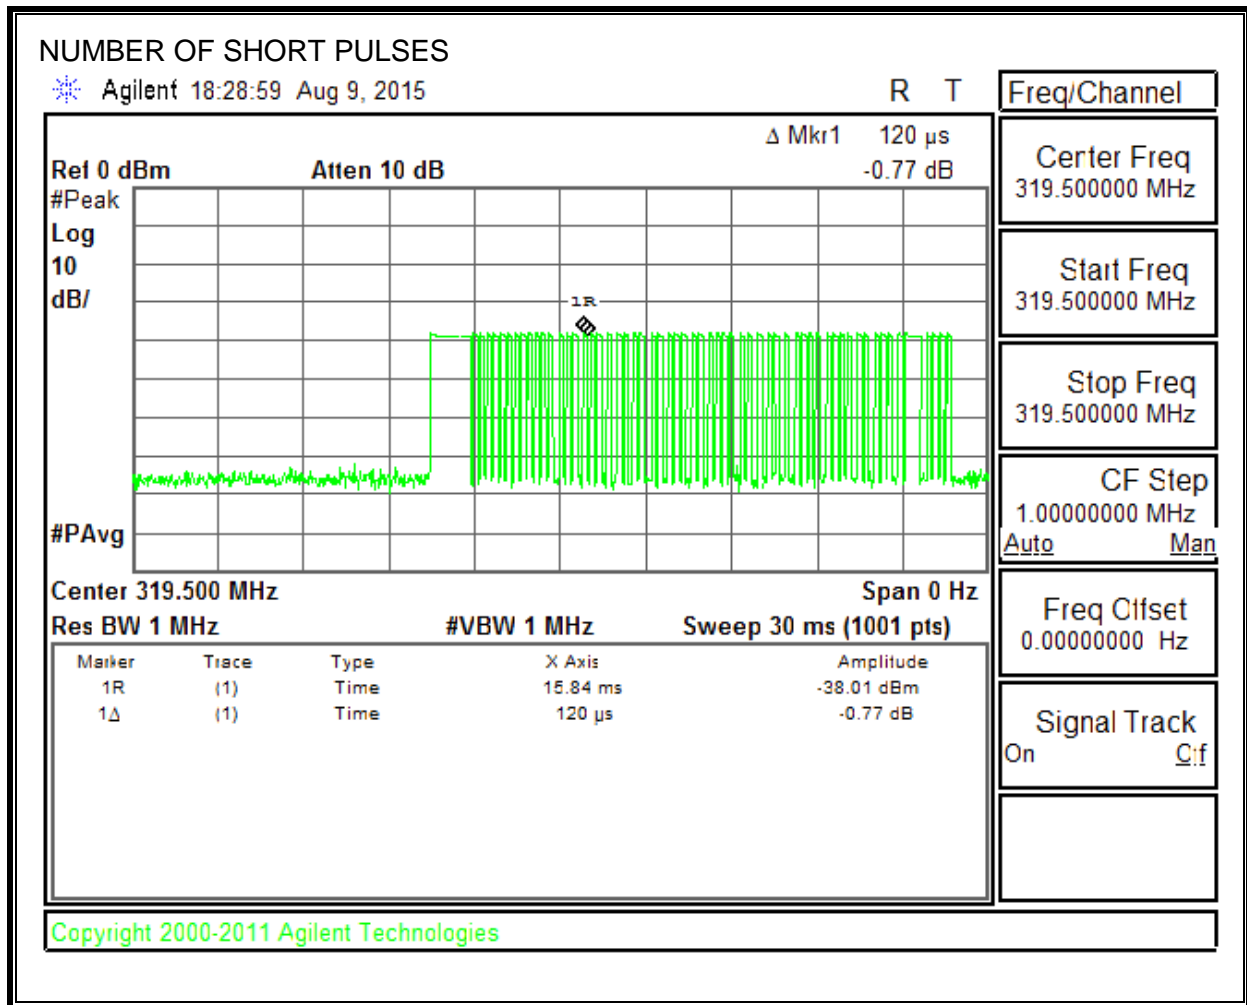 NUMBER OF SHORT PULSES
Agilent 18:28:59 Aug 9, 2015 R T
Δ Mkr1 120 µs
Ref 0 dBm Atten 10 dB -0.77 dB
#Peak
Log
10
dB/
1R
#PAvg
Center 319.500 MHz Span 0 Hz
Res BW 1 MHz #VBW 1 MHz Sweep 30 ms (1001 pts)
Marker Trace Type X Axis Amplitude
1R (1) Time 15.84 ms -38.01 dBm
1Δ (1) Time 120 µs -0.77 dB
Freq/Channel
Center Freq
319.500000 MHz
Start Freq
319.500000 MHz
Stop Freq
319.500000 MHz
CF Step
1.00000000 MHz
Auto Man
Freq Offset
0.00000000 Hz
Signal Track
On Off
Copyright 2000-2011 Agilent Technologies